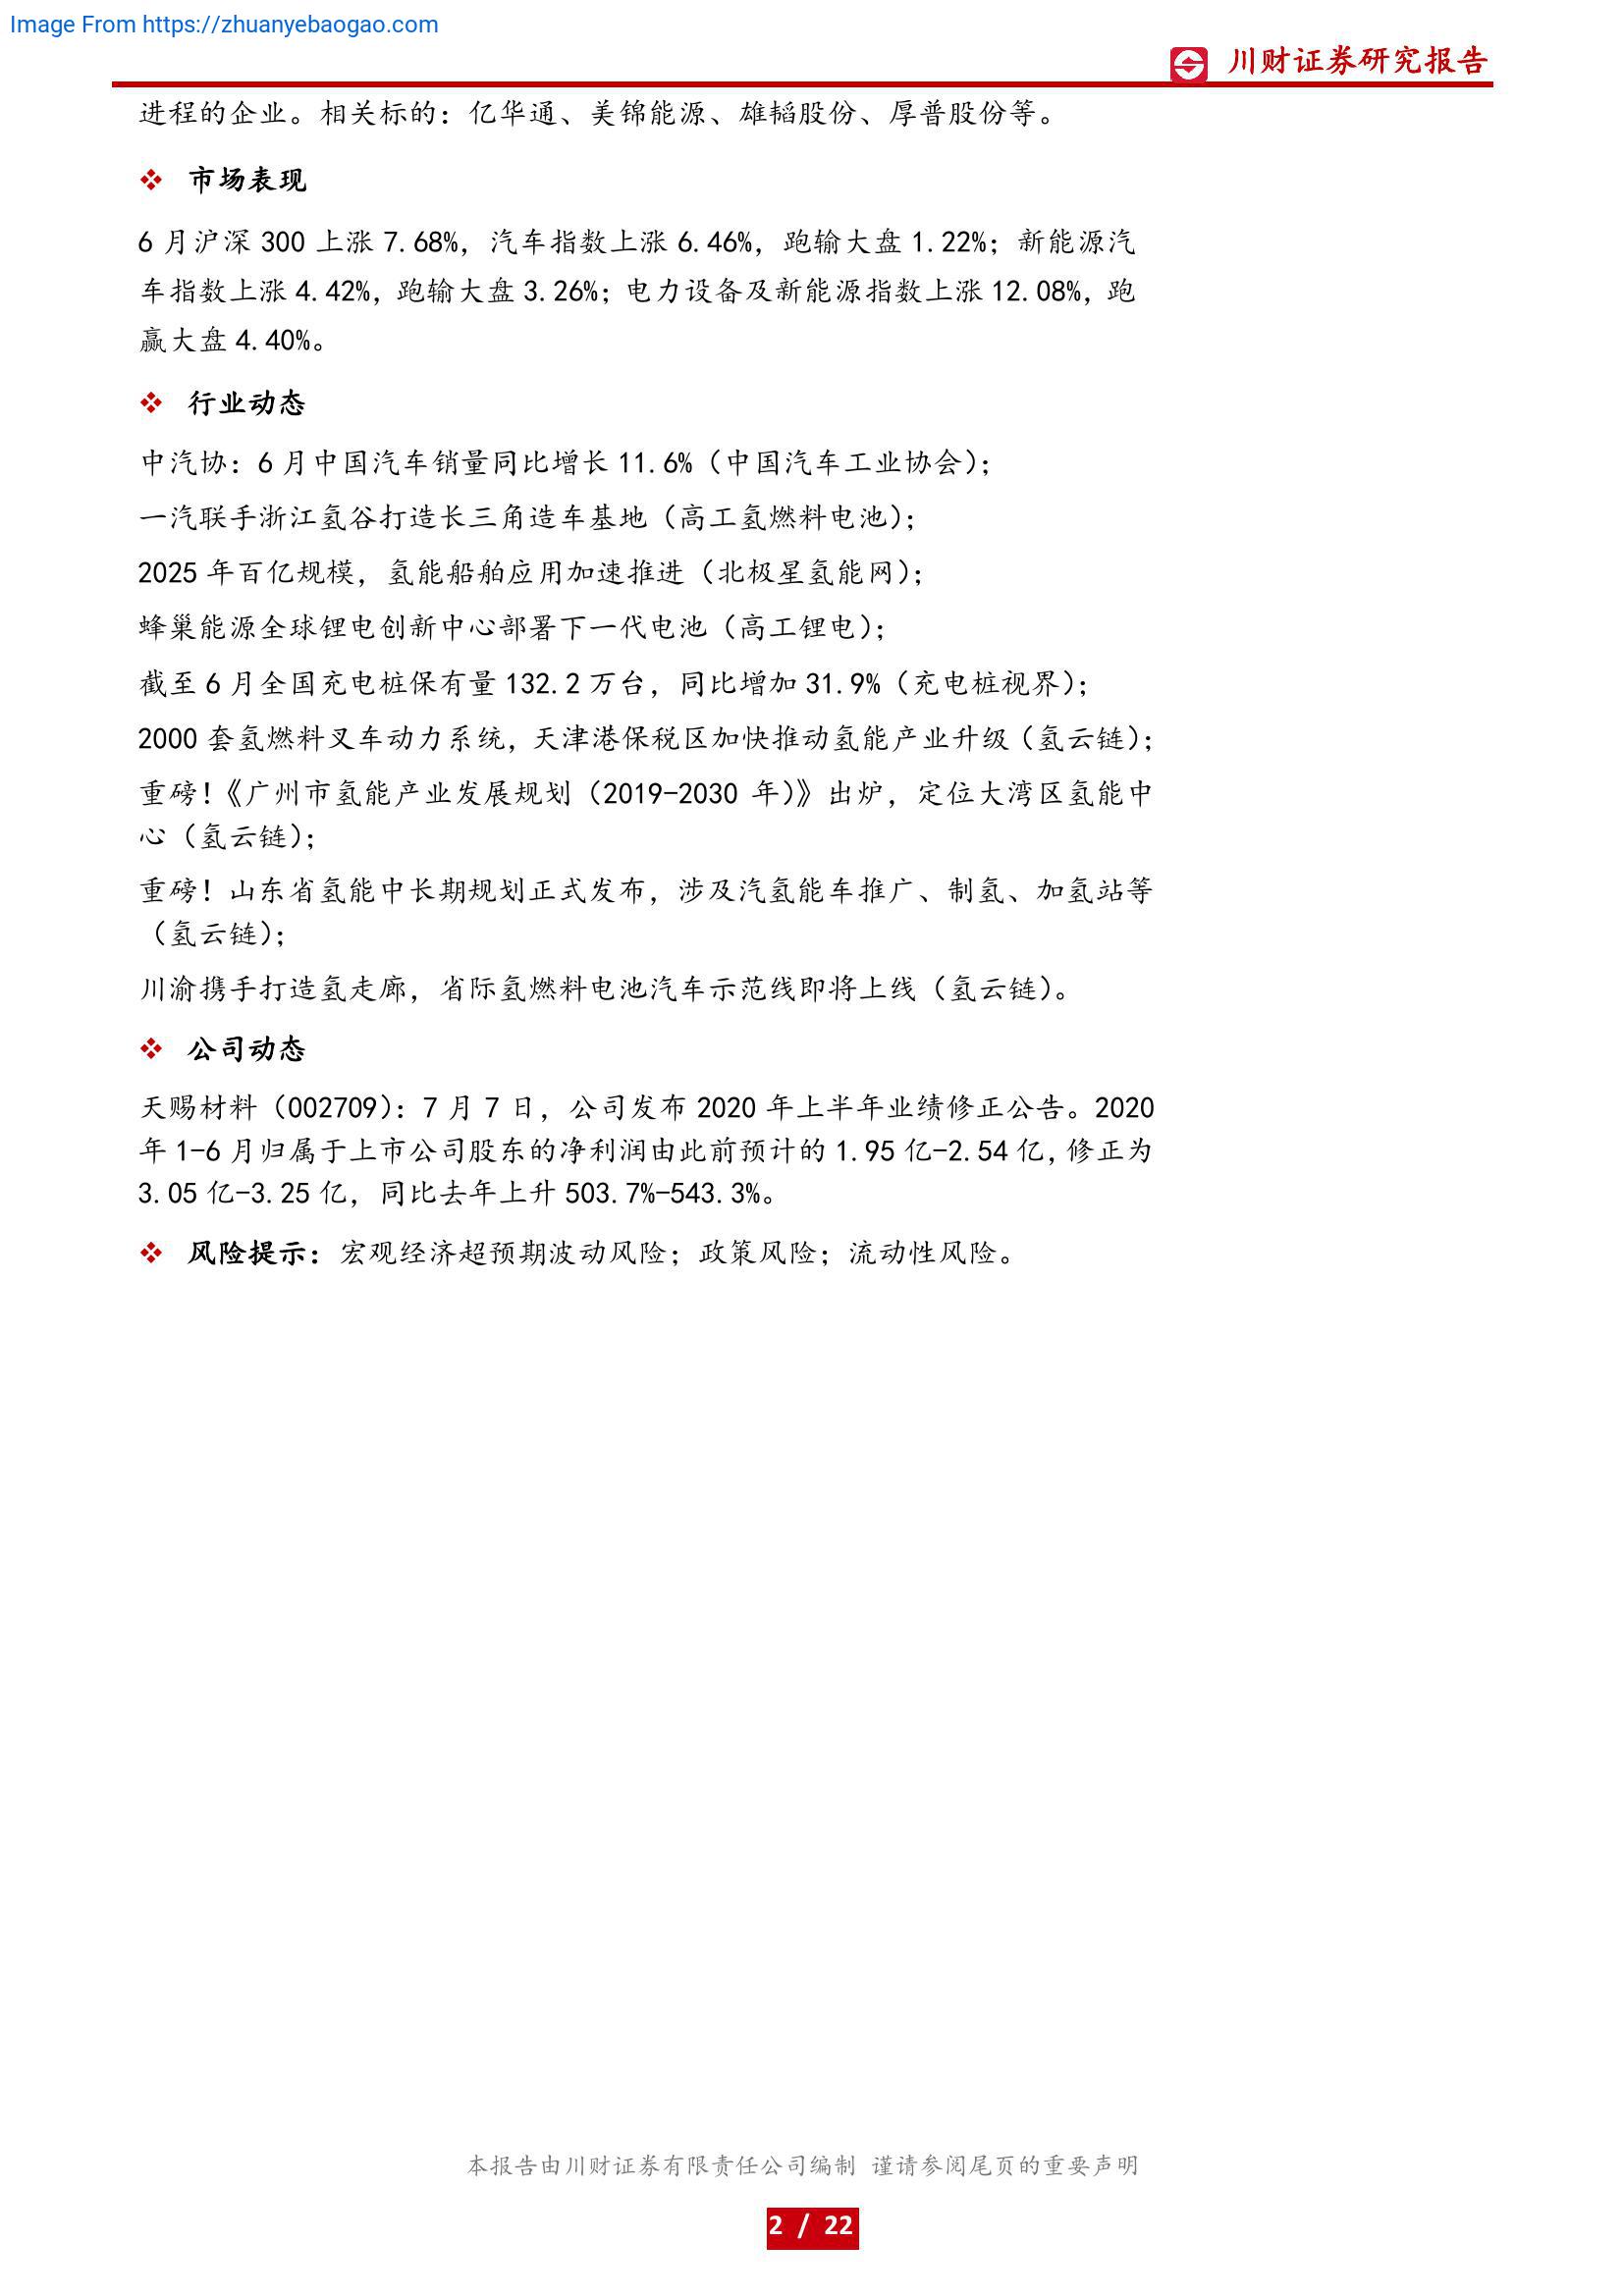 Image From https://zhuanyebaogao.com
川财证券研究报告
进程的企业。相关标的：亿华通、美锦能源、雄韬股份、厚普股份等。
❖ 市场表现
6 月沪深 300 上涨 7.68%，汽车指数上涨 6.46%，跑输大盘 1.22%；新能源汽
车指数上涨 4.42%，跑输大盘 3.26%；电力设备及新能源指数上涨 12.08%，跑
赢大盘 4.40%。
❖ 行业动态
中汽协：6 月中国汽车销量同比增长 11.6%（中国汽车工业协会）；
一汽联手浙江氢谷打造长三角造车基地（高工氢燃料电池）；
2025 年百亿规模，氢能船舶应用加速推进（北极星氢能网）；
蜂巢能源全球锂电创新中心部署下一代电池（高工锂电）；
截至 6 月全国充电桩保有量 132.2 万台，同比增加 31.9%（充电桩视界）；
2000 套氢燃料叉车动力系统，天津港保税区加快推动氢能产业升级（氢云链）；
重磅！《广州市氢能产业发展规划（2019-2030 年）》出炉，定位大湾区氢能中
心（氢云链）；
重磅！山东省氢能中长期规划正式发布，涉及汽氢能车推广、制氢、加氢站等
（氢云链）；
川渝携手打造氢走廊，省际氢燃料电池汽车示范线即将上线（氢云链）。
❖ 公司动态
天赐材料（002709）：7 月 7 日，公司发布 2020 年上半年业绩修正公告。2020
年 1-6 月归属于上市公司股东的净利润由此前预计的 1.95 亿-2.54 亿，修正为
3.05 亿-3.25 亿，同比去年上升 503.7%-543.3%。
❖ 风险提示：宏观经济超预期波动风险；政策风险；流动性风险。
本报告由川财证券有限责任公司编制 谨请参阅尾页的重要声明
2 / 22